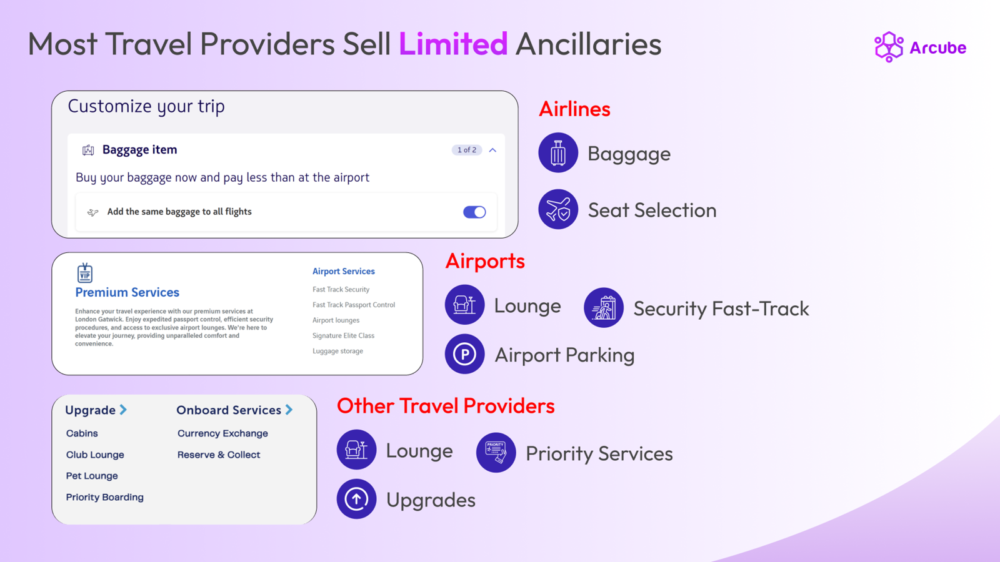 Most Travel Providers Sell Limited Ancillaries
Arcube
Customize your trip
Baggage item
1 of 2
Buy your baggage now and pay less than at the airport
Add the same baggage to all flights
Airlines
Baggage
Seat Selection
VIP
Premium Services
Enhance your travel experience with our premium services at
London Gatwick. Enjoy expedited passport control, efficient security
procedures, and access to exclusive airport lounges. We're here to
elevate your journey, providing unparalleled comfort and
convenience.
Airport Services
Fast Track Security
Fast Track Passport Control
Airport lounges
Signature Elite Class
Luggage storage
Airports
Lounge
Security Fast-Track
P
Airport Parking
Upgrade
Cabins
Club Lounge
Pet Lounge
Priority Boarding
Onboard Services
Currency Exchange
Reserve & Collect
Other Travel Providers
Lounge
PRIORITY
Priority Services
Upgrades